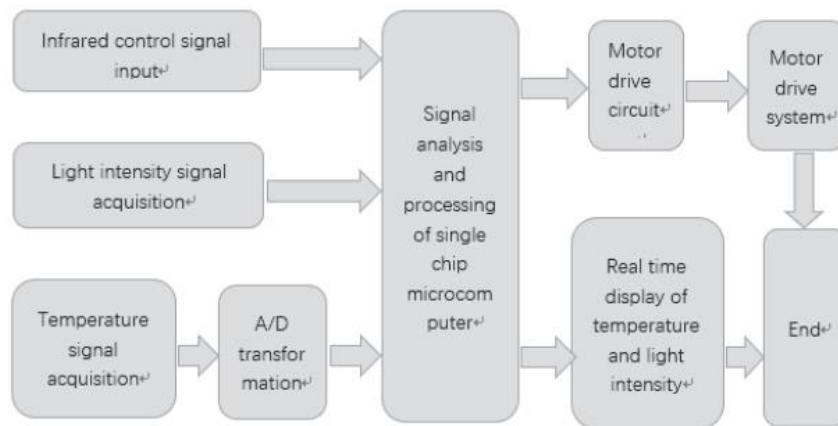 Infrared control signal
input↵
Light intensity signal
acquisition↵
Temperature
signal
acquisition↵
A/D
transfor
mation↵
Signal
analysis
and
processing
of single
chip
microcom
puter↵
Motor
drive
circuit↵
↵
Motor
drive
system↵
Real time
display of
temperature
and light
intensity↵
End↵